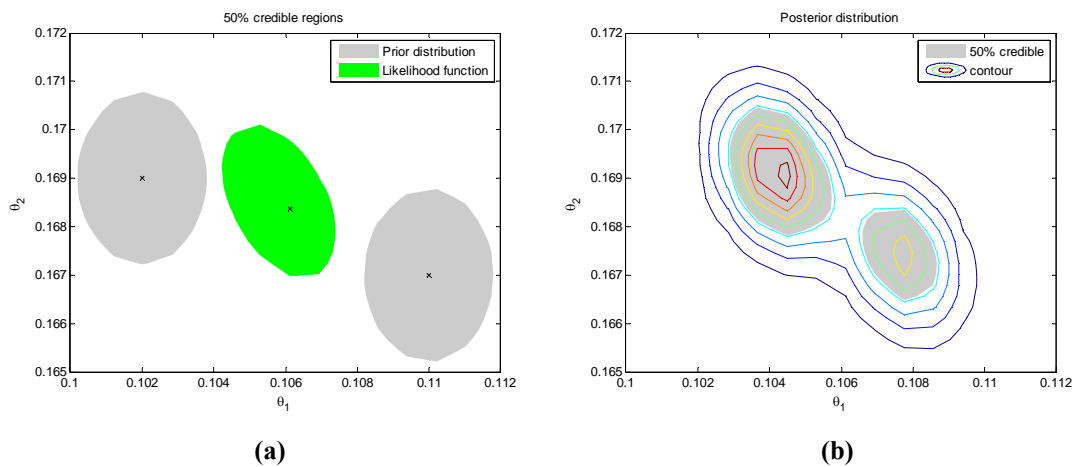 50% credible regions
0.172
0.171
0.17
0.169
0.168
0.167
0.166
0.165
θ2
Prior distribution
Likelihood function
0.1 0.102 0.104 0.106 0.108 0.11 0.112
θ1
(a)
Posterior distribution
0.172
0.171
0.17
0.169
0.168
0.167
0.166
0.165
θ2
50% credible
contour
0.1 0.102 0.104 0.106 0.108 0.11 0.112
θ1
(b)